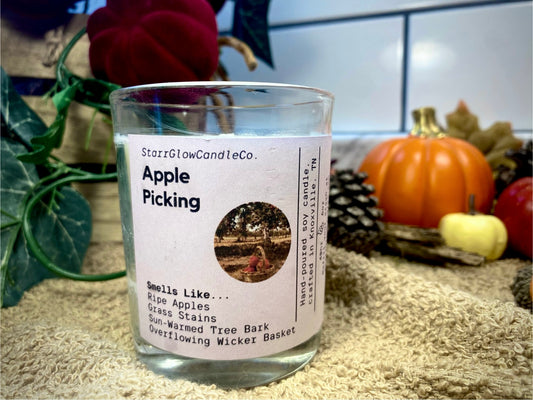 StarrGlowCandleCo.
Apple
Picking
Smells Like...
Ripe Apples
Grass Stains
Sun-Warmed Tree Bark
Overflowing Wicker Basket
Hand-poured soy candle,
crafted in Knoxville, TN